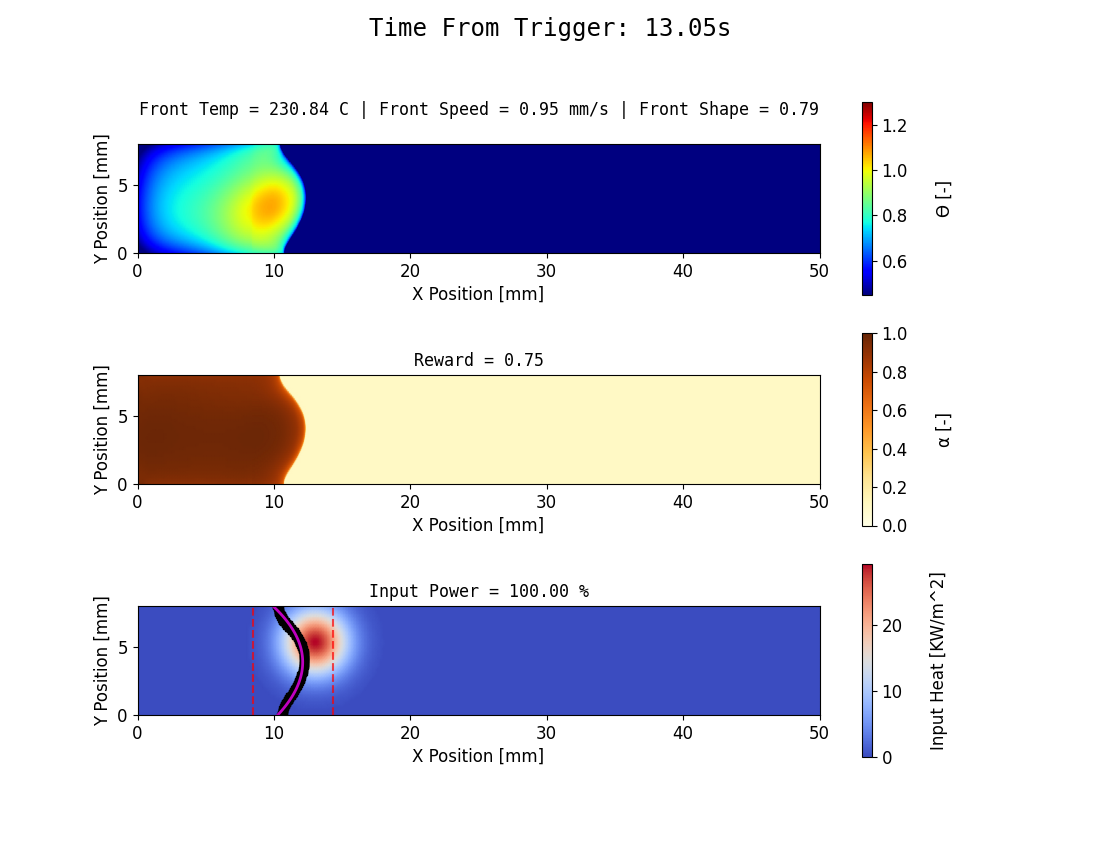 Time From Trigger: 13.05s
Front Temp = 230.84 C | Front Speed = 0.95 mm/s | Front Shape = 0.79
Y Position [mm]
5
0
0 10 20 30 40 50
X Position [mm]
1.2
1.0
0.8
0.6
Θ [-]
Reward = 0.75
Y Position [mm]
5
0
0 10 20 30 40 50
X Position [mm]
1.0
0.8
0.6
0.4
0.2
0.0
α [-]
Input Power = 100.00 %
Y Position [mm]
5
0
0 10 20 30 40 50
X Position [mm]
20
10
0
Input Heat [KW/m^2]